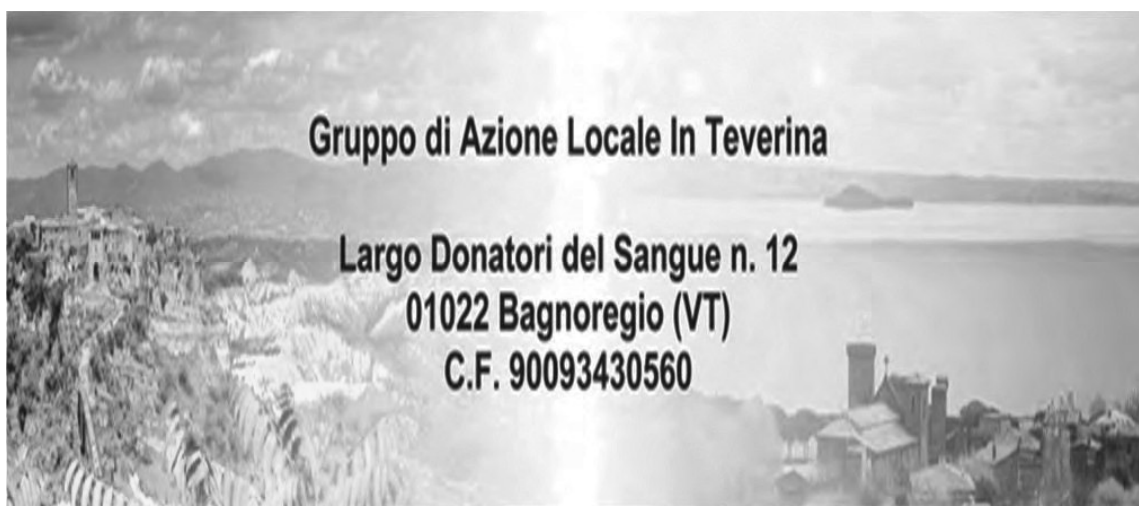 Gruppo di Azione Locale In Teverina
Largo Donatori del Sangue n. 12
01022 Bagnoregio (VT)
C.F. 90093430560